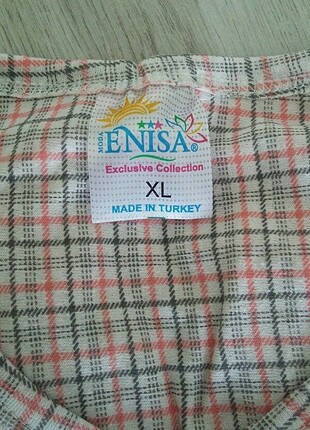 MODA
ENISA®
Exclusive Collection
XL
MADE IN TURKEY